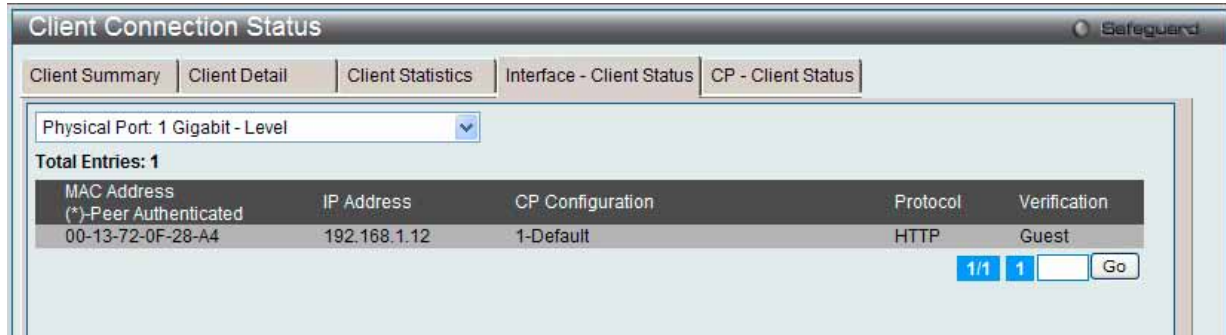 Client Connection Status
Safeguard
Client Summary Client Detail Client Statistics Interface - Client Status CP - Client Status
Physical Port: 1 Gigabit - Level
Total Entries: 1
MAC Address
(*)-Peer Authenticated IP Address CP Configuration Protocol Verification
00-13-72-0F-28-A4 192.168.1.12 1-Default HTTP Guest
1/1 1 Go